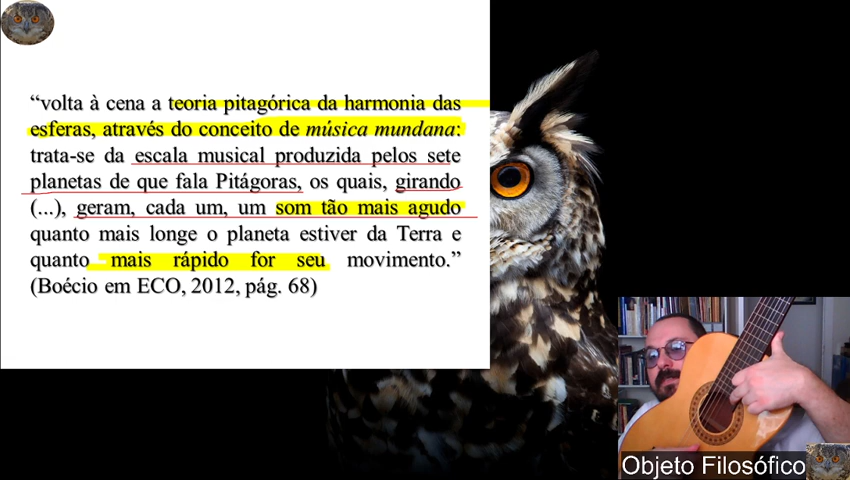 “volta à cena a teoria pitagórica da harmonia das
esferas, através do conceito de música mundana:
trata-se da escala musical produzida pelos sete
planetas de que fala Pitágoras, os quais, girando
(...), geram, cada um, um som tão mais agudo
quanto mais longe o planeta estiver da Terra e
quanto mais rápido for seu movimento.”
(Boécio em ECO, 2012, pág. 68)
Objeto Filosófico